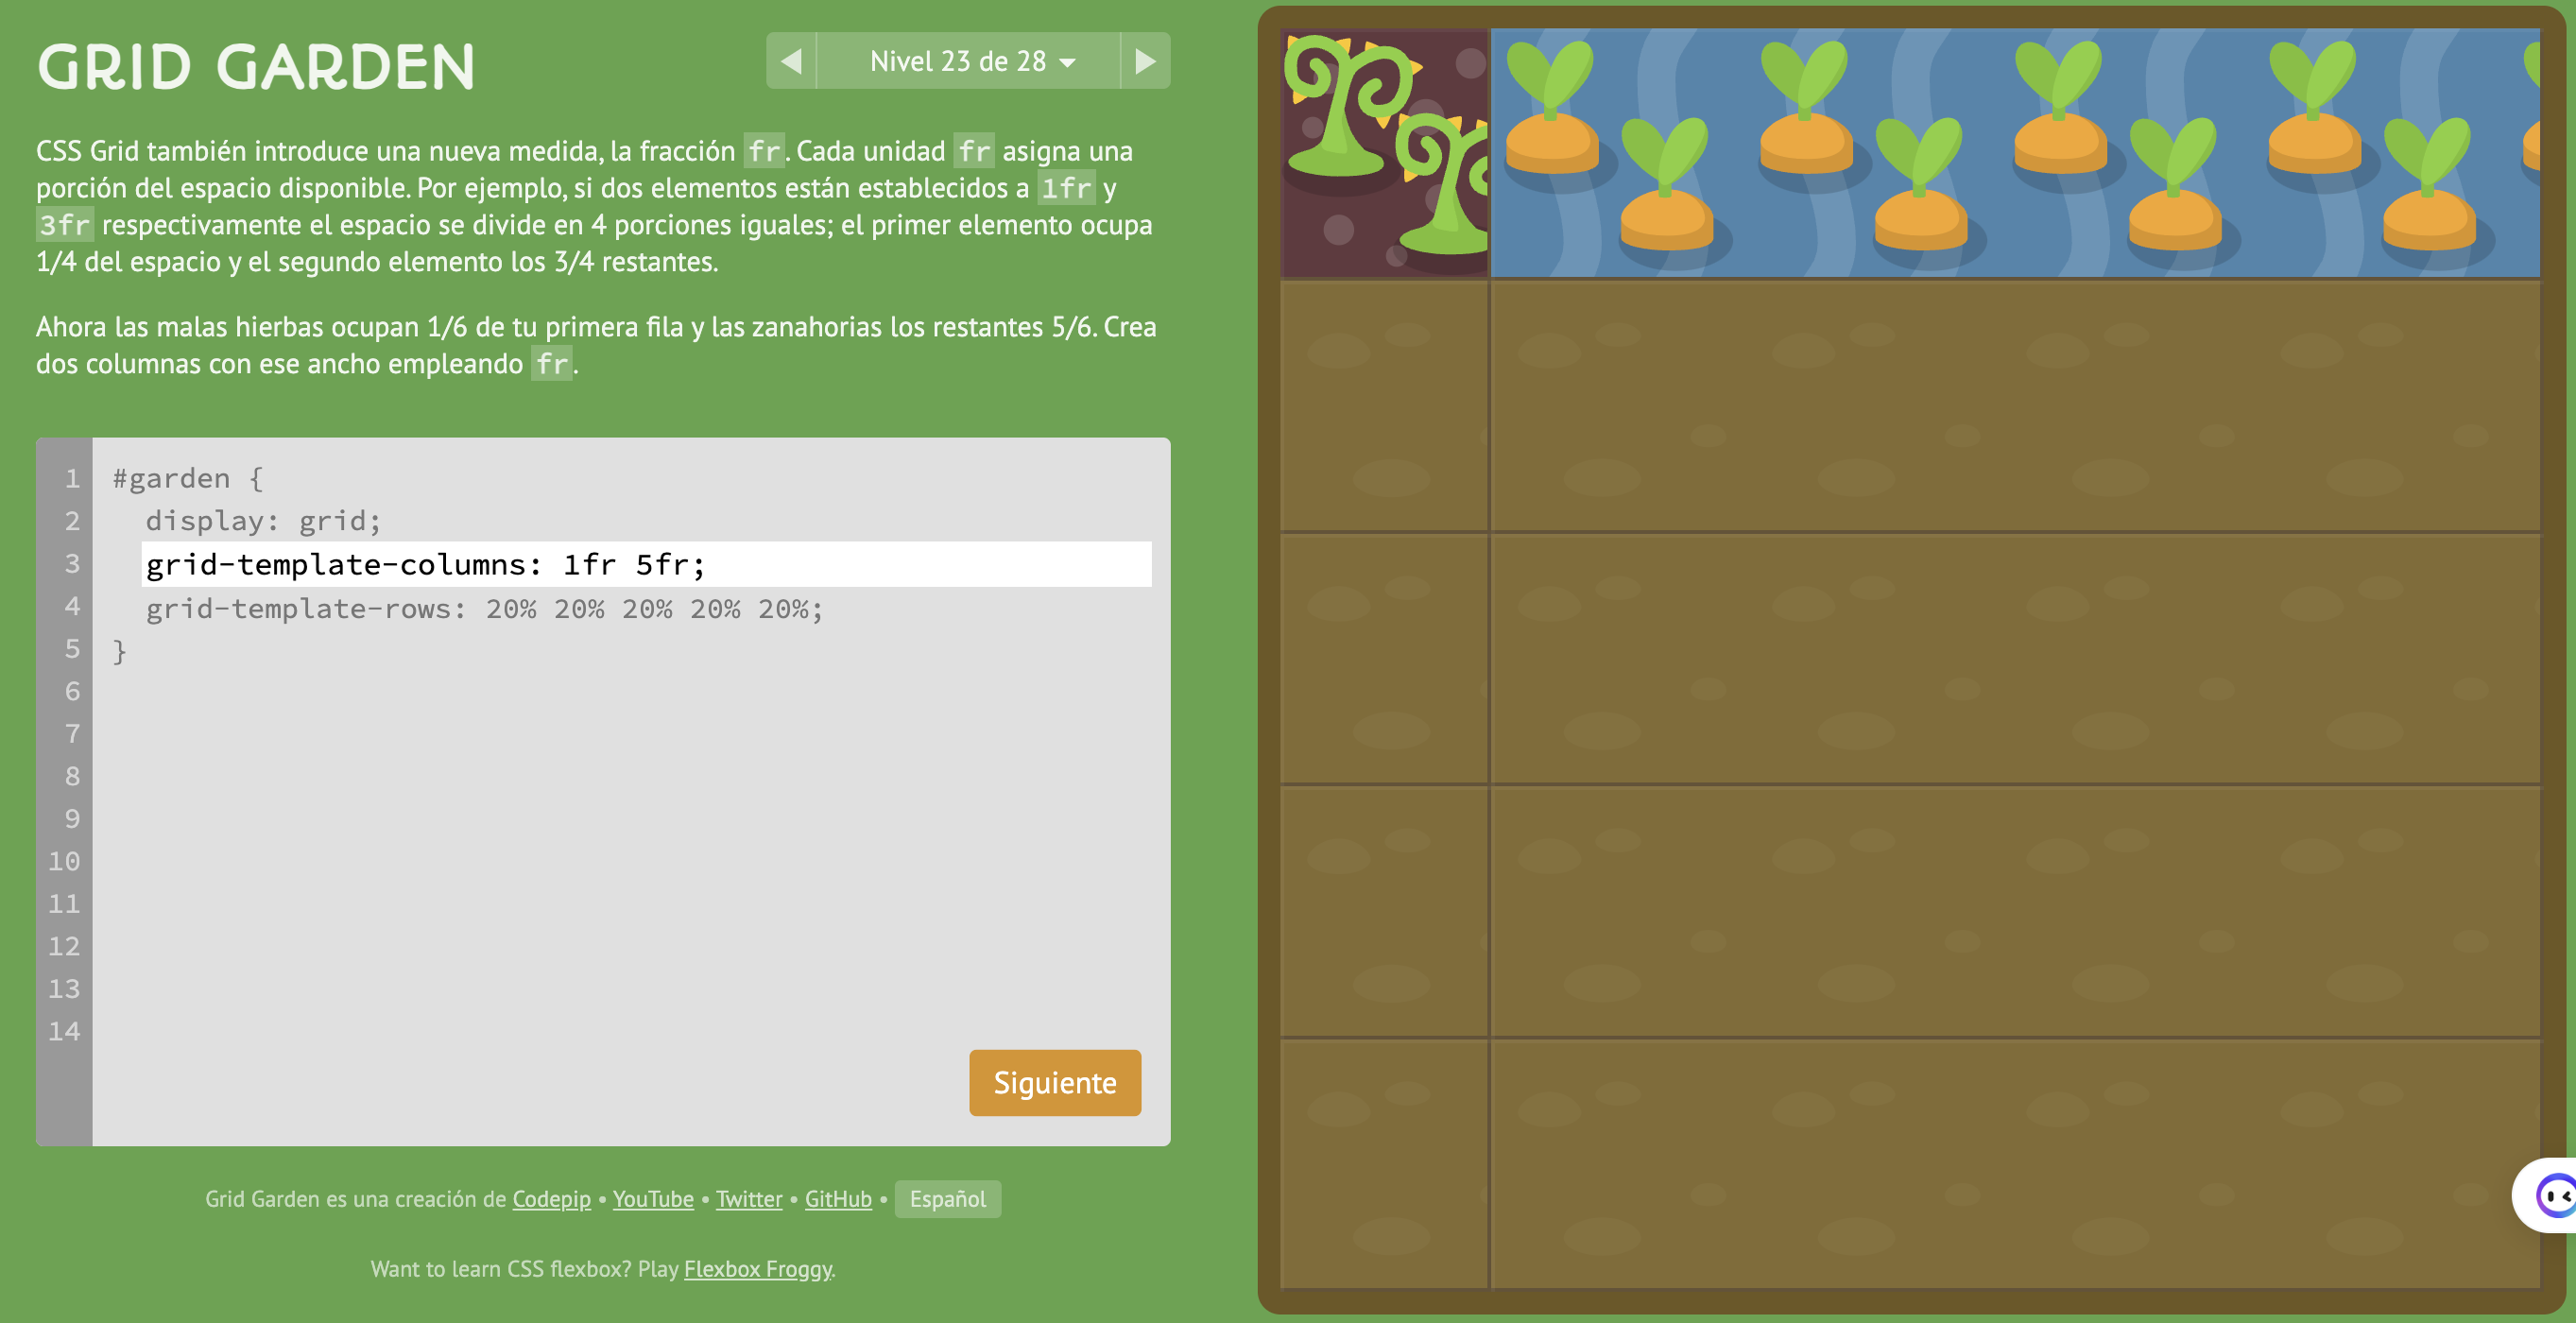 GRID GARDEN
Nivel 23 de 28
CSS Grid también introduce una nueva medida, la fracción fr. Cada unidad fr asigna una
porción del espacio disponible. Por ejemplo, si dos elementos están establecidos a 1fr y
3fr respectivamente el espacio se divide en 4 porciones iguales; el primer elemento ocupa
1/4 del espacio y el segundo elemento los 3/4 restantes.
Ahora las malas hierbas ocupan 1/6 de tu primera fila y las zanahorias los restantes 5/6. Crea
dos columnas con ese ancho empleando fr.
1 #garden {
2 display: grid;
3 grid-template-columns: 1fr 5fr;
4 grid-template-rows: 20% 20% 20% 20% 20%;
5 }
6
7
8
9
10
11
12
13
14
Siguiente
Grid Garden es una creación de Codepip • YouTube • Twitter • GitHub • Español
Want to learn CSS flexbox? Play Flexbox Froggy.